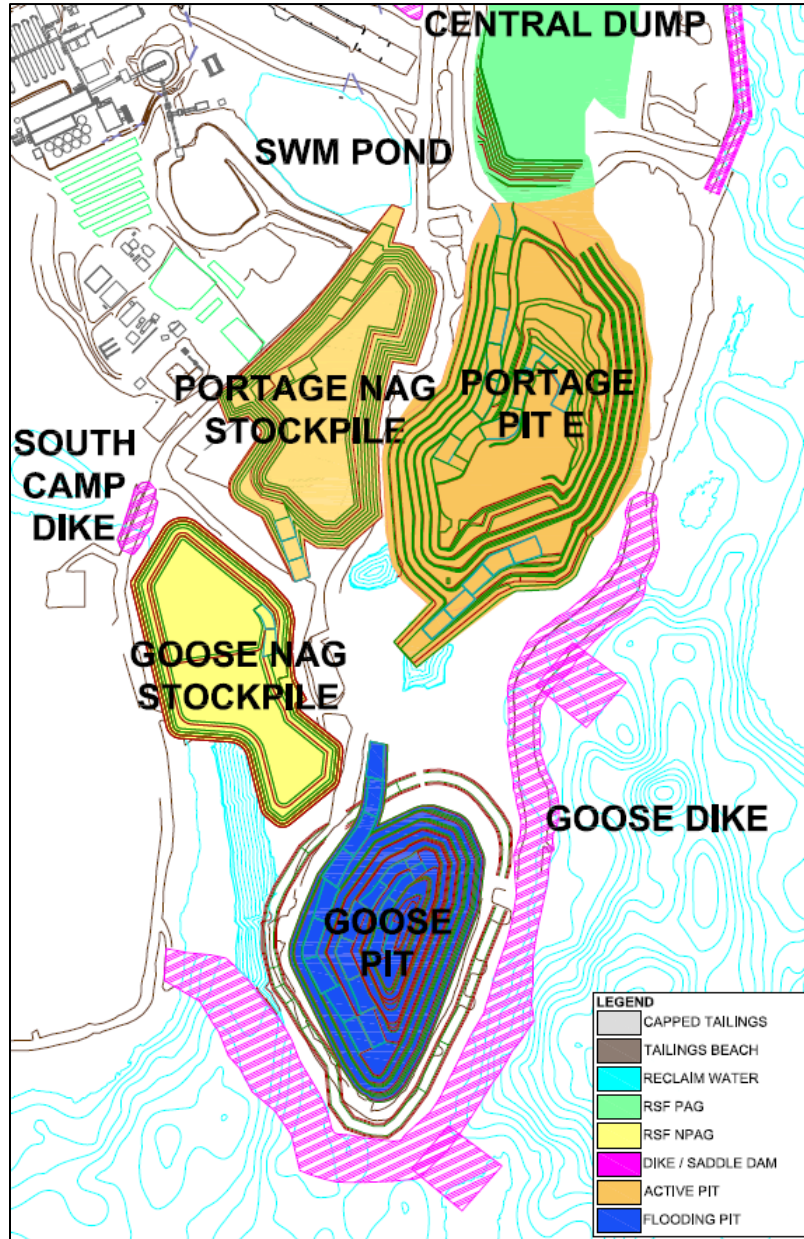 CENTRAL DUMP
SWM POND
PORTAGE NAG
STOCKPILE
PORTAGE
PIT E
SOUTH
CAMP
DIKE
GOOSE NAG
STOCKPILE
GOOSE DIKE
GOOSE
PIT
LEGEND
CAPPED TAILINGS
TAILINGS BEACH
RECLAIM WATER
RSF PAG
RSF NPAG
DIKE / SADDLE DAM
ACTIVE PIT
FLOODING PIT